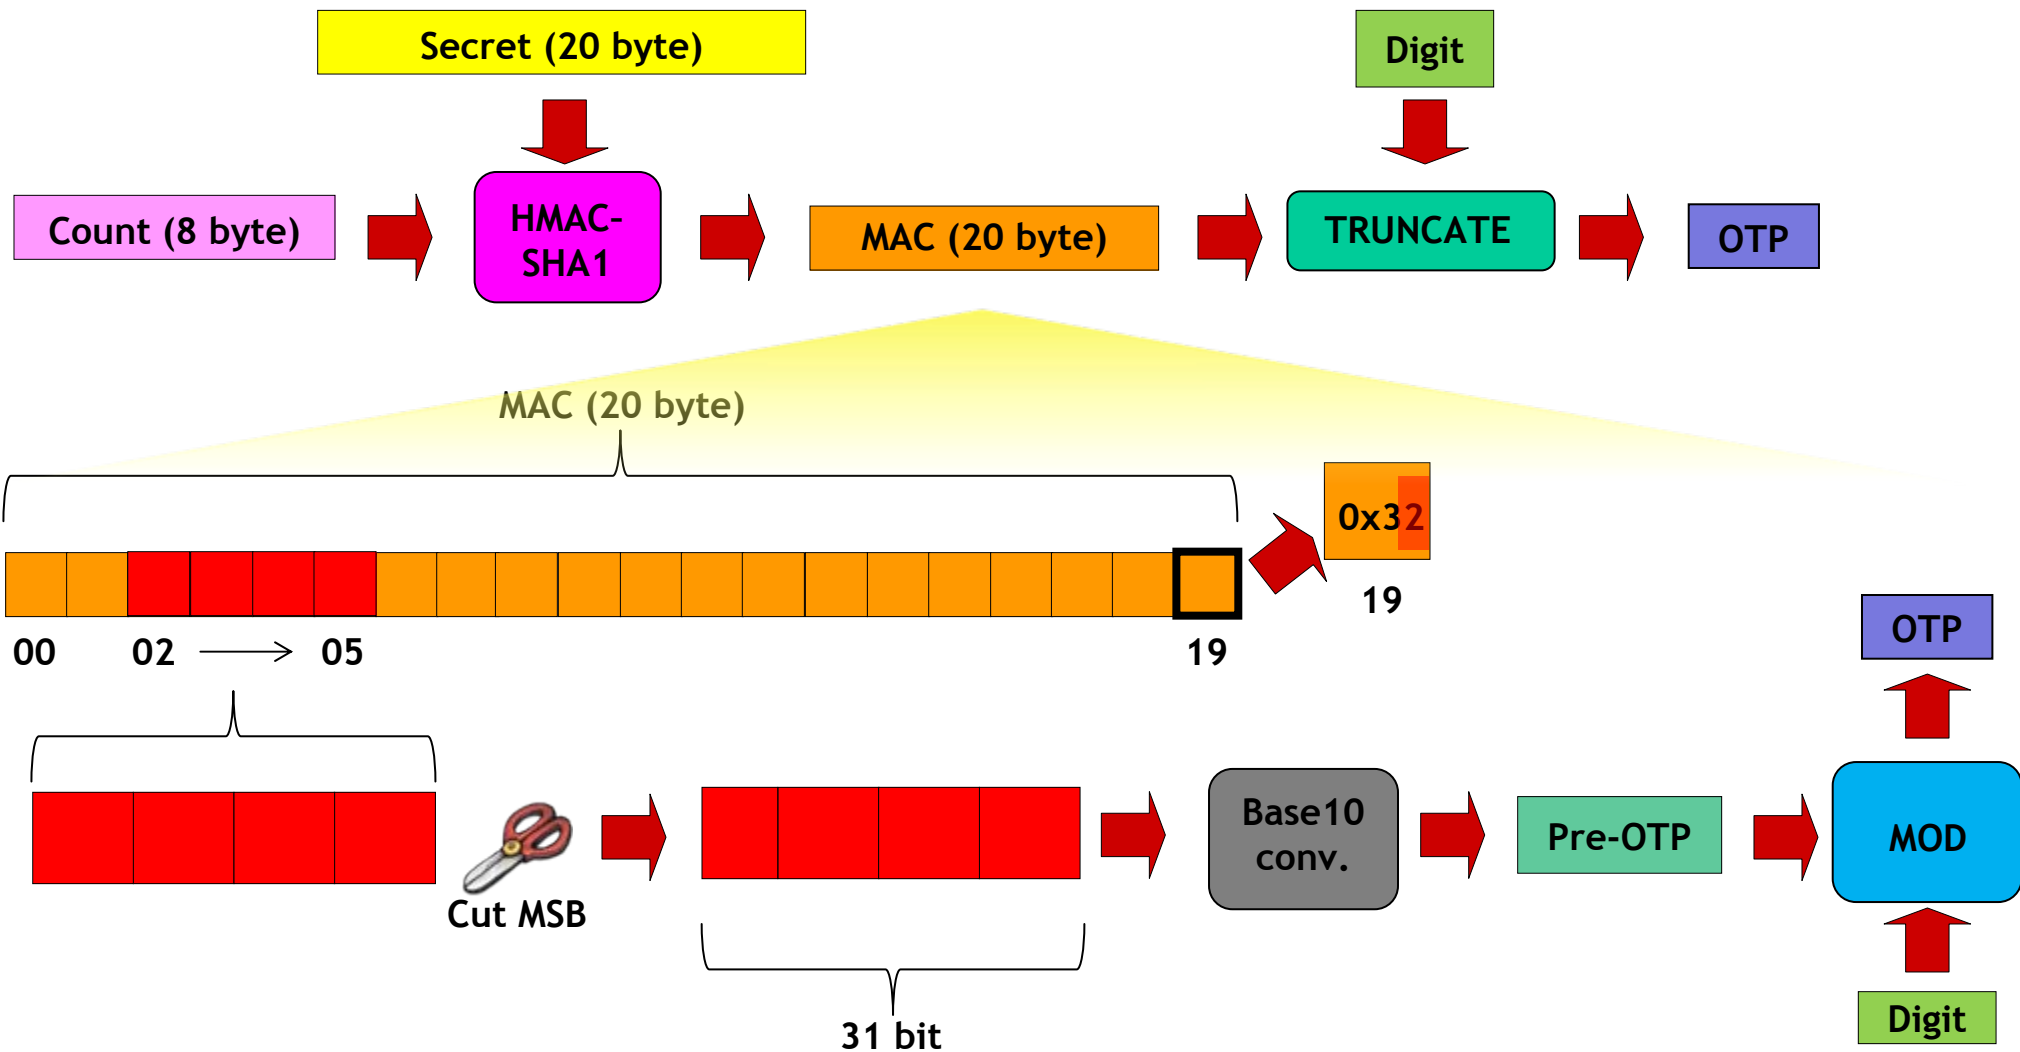 Secret (20 byte)
Digit
Count (8 byte)
HMAC-
SHA1
MAC (20 byte)
TRUNCATE
OTP
MAC (20 byte)
0x32
19
00
02
05
19
OTP
Cut MSB
31 bit
Base10
conv.
Pre-OTP
MOD
Digit